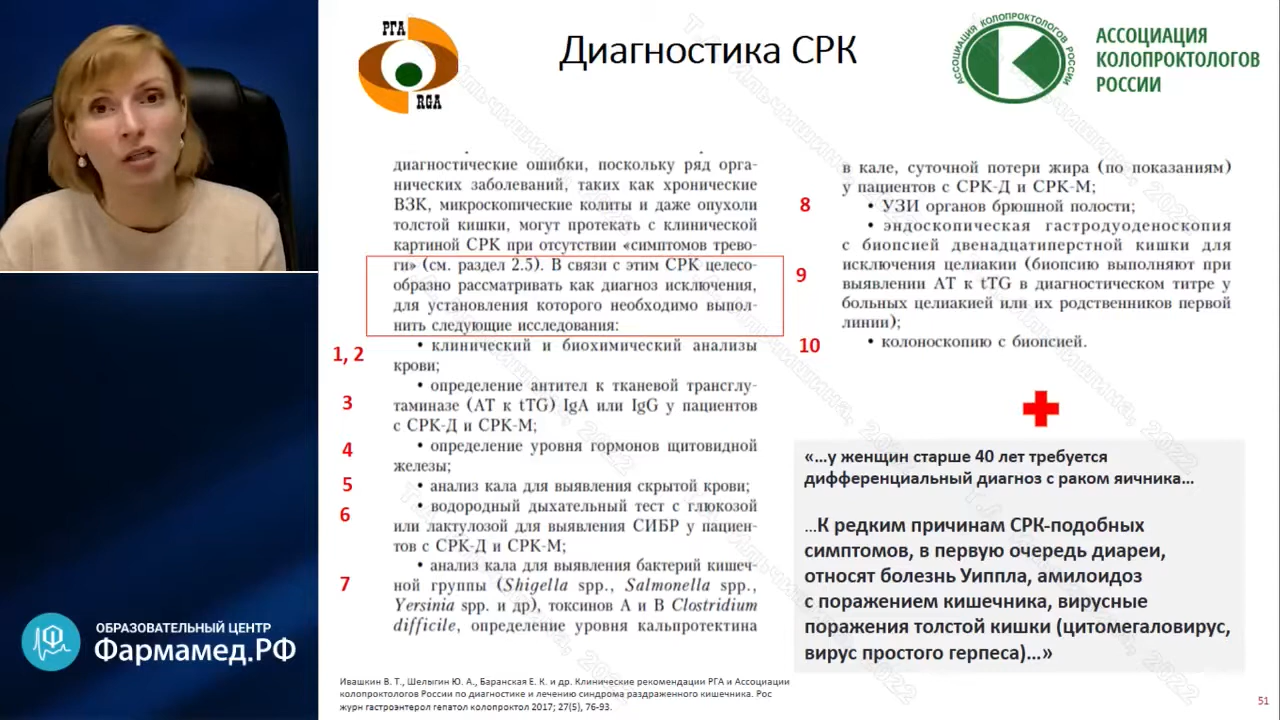 РГА
RGA
Диагностика СРК
АССОЦИАЦИЯ КОЛОПРОКТОЛОГОВ РОССИИ
АССОЦИАЦИЯ
КОЛОПРОКТОЛОГОВ
РОССИИ
диагностические ошибки, поскольку ряд орга-
нических заболеваний, таких как хронические
ВЗК, микроскопические колиты и даже опухоли
толстой кишки, могут протекать с клинической
картиной СРК при отсутствии «симптомов трево-
ги» (см. раздел 2.5). В связи с этим СРК целесо-
образно рассматривать как диагноз исключения,
для установления которого необходимо выпол-
нить следующие исследования:
1, 2
• клинический и биохимический анализы
крови;
3
• определение антител к тканевой трансглу-
таминазе (АТ к tTG) IgA или IgG у пациентов
с СРК-Д и СРК-М;
4
• определение уровня гормонов щитовидной
железы;
5
• анализ кала для выявления скрытой крови;
6
• водородный дыхательный тест с глюкозой
или лактулозой для выявления СИБР у пациен-
тов с СРК-Д и СРК-М;
7
• анализ кала для выявления бактерий кишеч-
ной группы (Shigella spp., Salmonella spp.,
Yersinia spp. и др), токсинов А и В Clostridium
difficile, определение уровня кальпротектина
в кале, суточной потери жира (по показаниям)
у пациентов с СРК-Д и СРК-М;
8
• УЗИ органов брюшной полости;
• эндоскопическая гастродуоденоскопия
с биопсией двенадцатиперстной кишки для
9
исключения целиакии (биопсию выполняют при
выявлении АТ к tTG в диагностическом титре у
больных целиакией или их родственников первой
линии);
10
• колоноскопию с биопсией.
«…у женщин старше 40 лет требуется
дифференциальный диагноз с раком яичника…
…К редким причинам СРК-подобных
симптомов, в первую очередь диареи,
относят болезнь Уиппла, амилоидоз
с поражением кишечника, вирусные
поражения толстой кишки (цитомегаловирус,
вирус простого герпеса)…»
ОБРАЗОВАТЕЛЬНЫЙ ЦЕНТР
Фармамед.РФ
Ивашкин В. Т., Шелыгин Ю. А., Баранская Е. К. и др. Клинические рекомендации РГА и Ассоциации
колопроктологов России по диагностике и лечению синдрома раздраженного кишечника. Рос
журн гастроэнтерол гепатол колопроктол 2017; 27(5), 76-93.
51